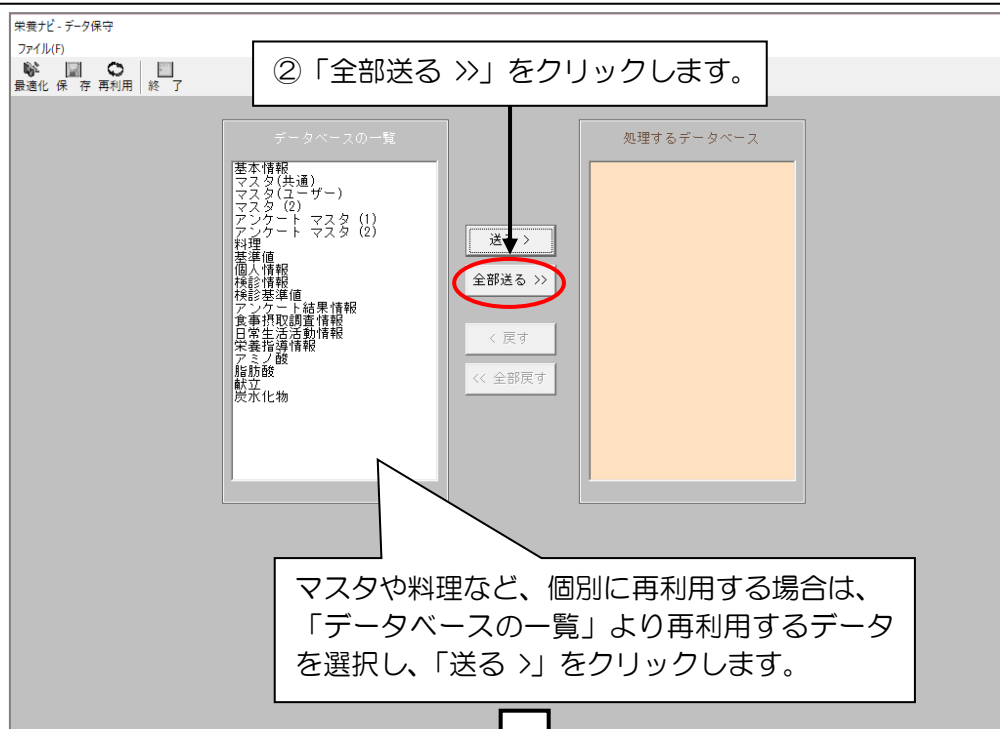 栄養ナビ - データ保守
ファイル(F)
最適化 保 存 再利用 終 了
②「全部送る >>」をクリックします。
データベースの一覧
処理するデータベース
基本情報
マスタ(共通)
マスタ(ユーザー)
マスタ (2)
アンケート マスタ (1)
アンケート マスタ (2)
料理
基準値
個人情報
検診情報
検診基準値
アンケート結果情報
食事摂取調査情報
日常生活活動情報
栄養指導情報
アミノ酸
脂肪酸
献立
炭水化物
送る >
全部送る >>
< 戻す
<< 全部戻す
マスタや料理など、個別に再利用する場合は、
「データベースの一覧」より再利用するデータ
を選択し、「送る >」をクリックします。